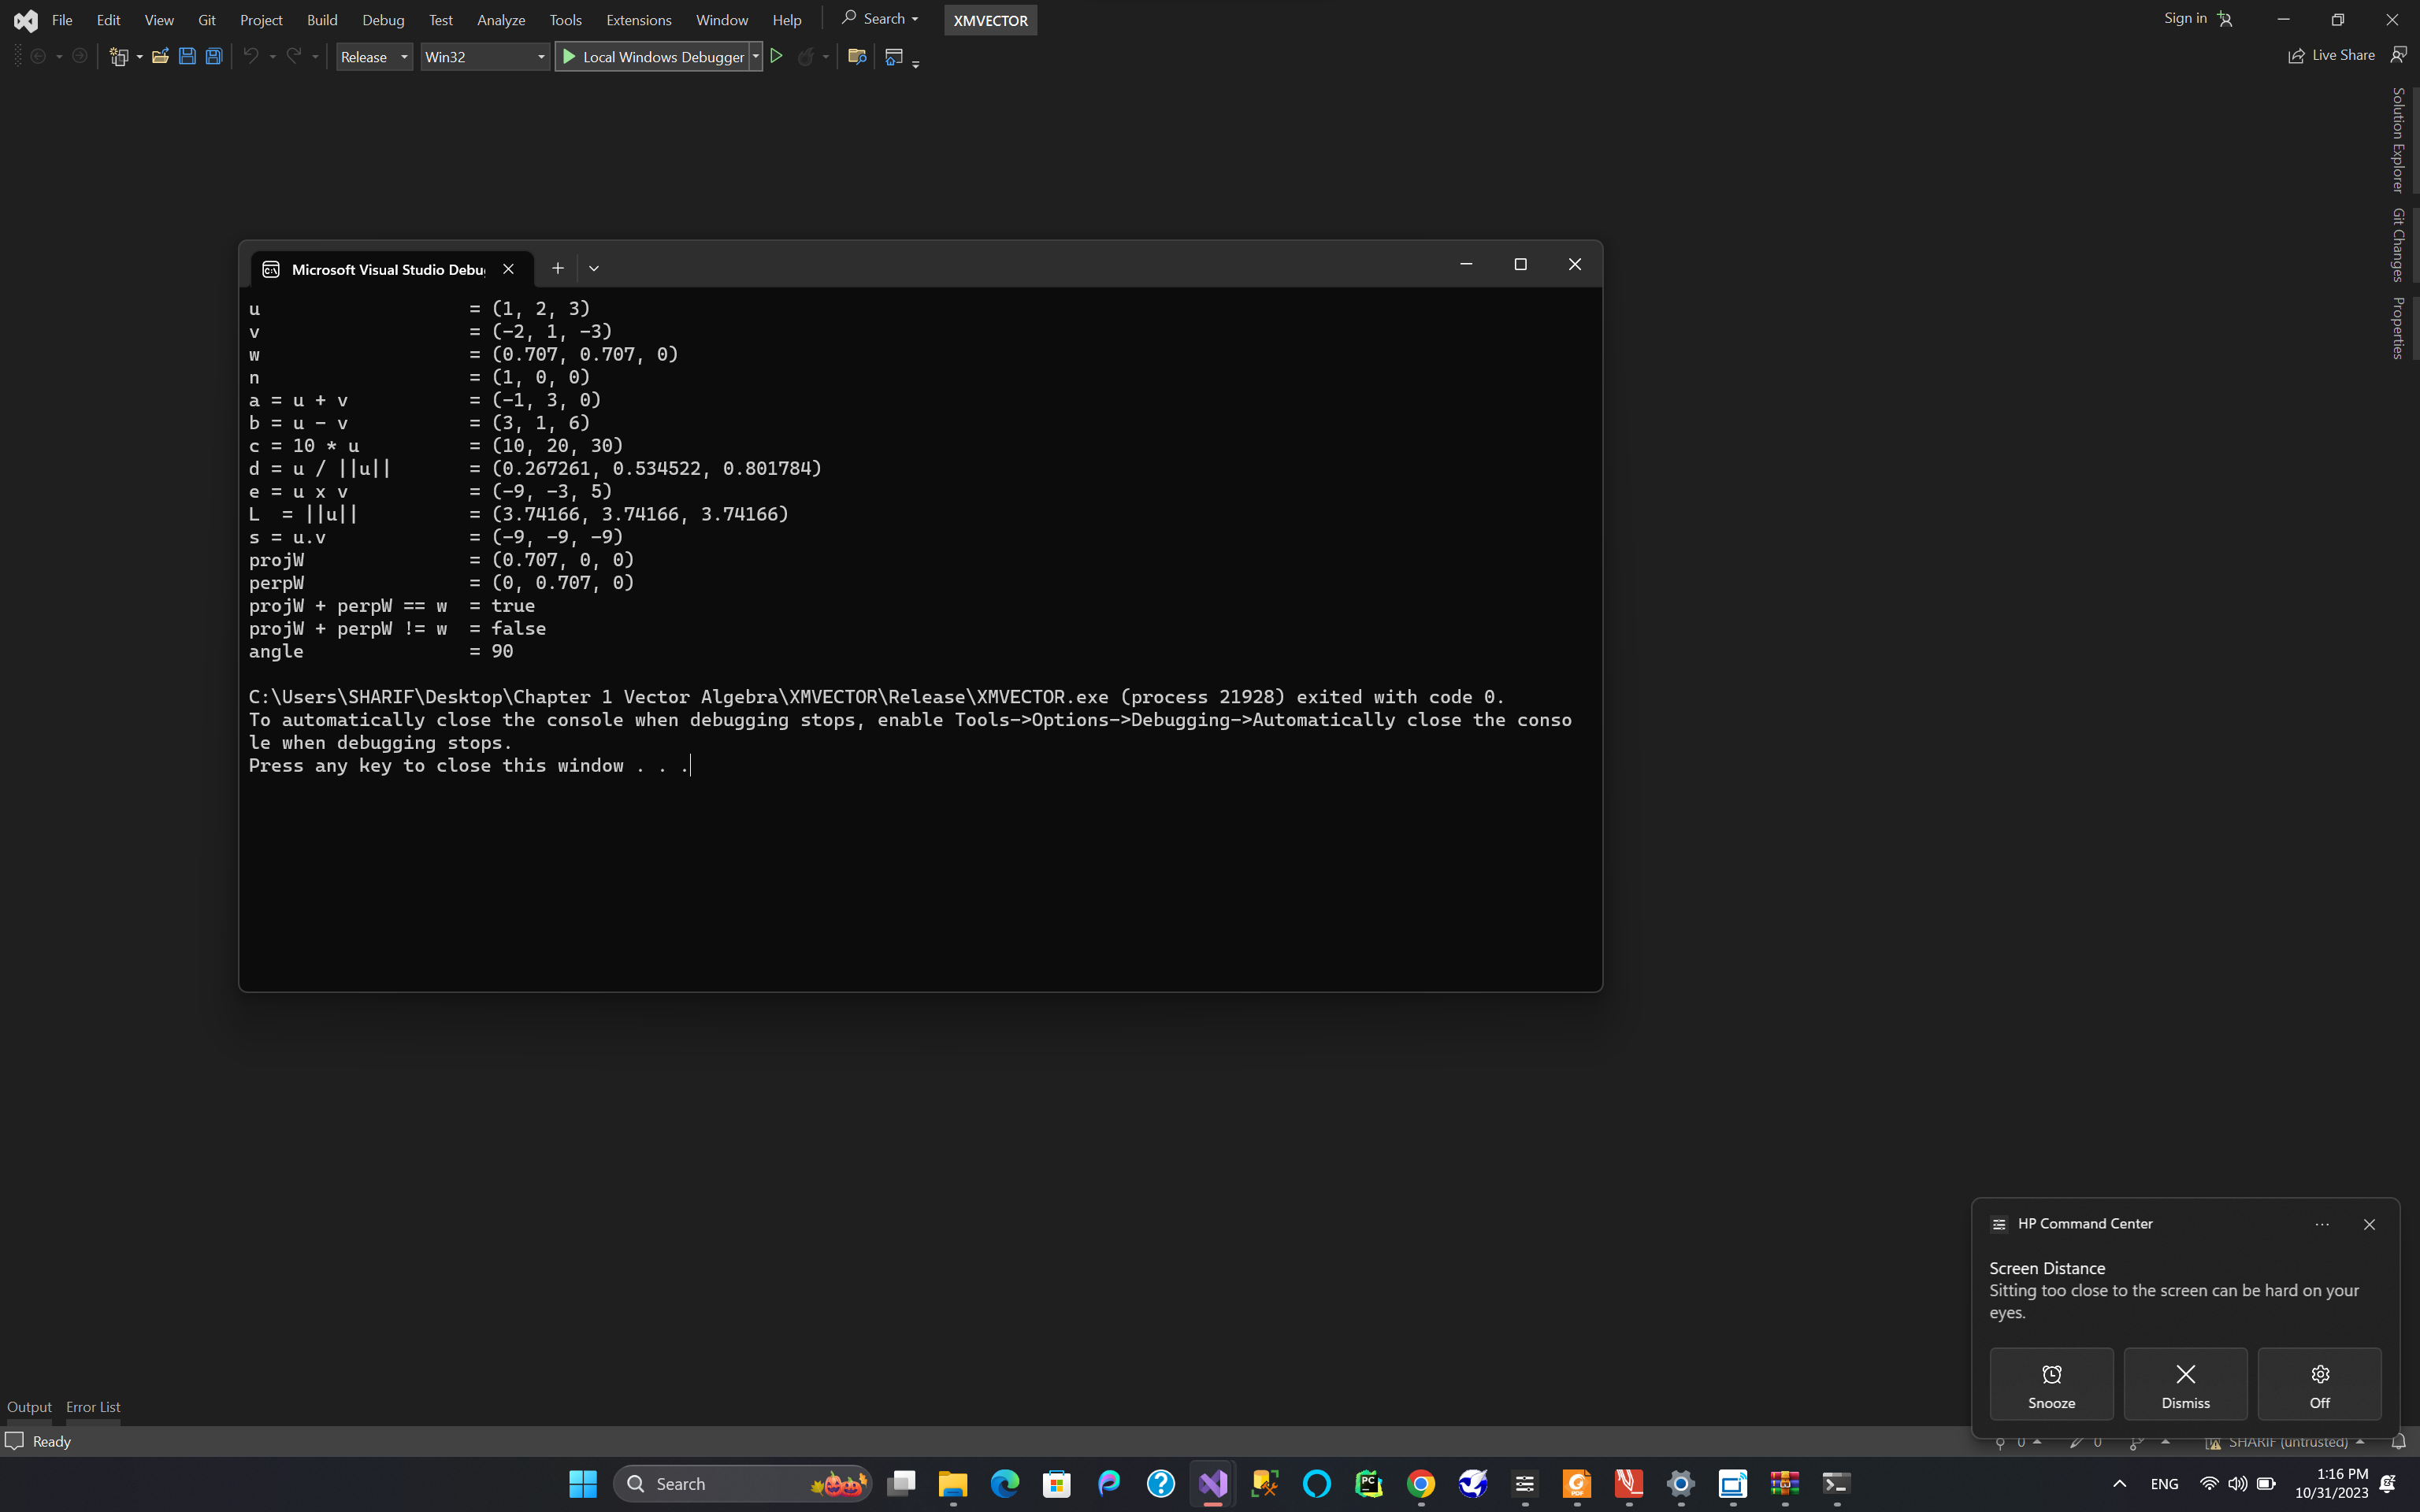 File Edit View Git Project Build Debug Test Analyze Tools Extensions Window Help Search XMVECTOR Sign in
Release Win32 Local Windows Debugger Live Share
Solution Explorer
Git Changes
Properties
Microsoft Visual Studio Debu
u = (1, 2, 3)
v = (-2, 1, -3)
w = (0.707, 0.707, 0)
n = (1, 0, 0)
a = u + v = (-1, 3, 0)
b = u - v = (3, 1, 6)
c = 10 * u = (10, 20, 30)
d = u / ||u|| = (0.267261, 0.534522, 0.801784)
e = u x v = (-9, -3, 5)
L = ||u|| = (3.74166, 3.74166, 3.74166)
s = u.v = (-9, -9, -9)
projW = (0.707, 0, 0)
perpW = (0, 0.707, 0)
projW + perpW == w = true
projW + perpW != w = false
angle = 90
C:\Users\SHARIF\Desktop\Chapter 1 Vector Algebra\XMVECTOR\Release\XMVECTOR.exe (process 21928) exited with code 0.
To automatically close the console when debugging stops, enable Tools->Options->Debugging->Automatically close the conso
le when debugging stops.
Press any key to close this window . . .
HP Command Center
Screen Distance
Sitting too close to the screen can be hard on your
eyes.
Snooze Dismiss Off
Output Error List
Ready 0 0 SHARIF (untrusted)
Search ENG 1:16 PM
10/31/2023